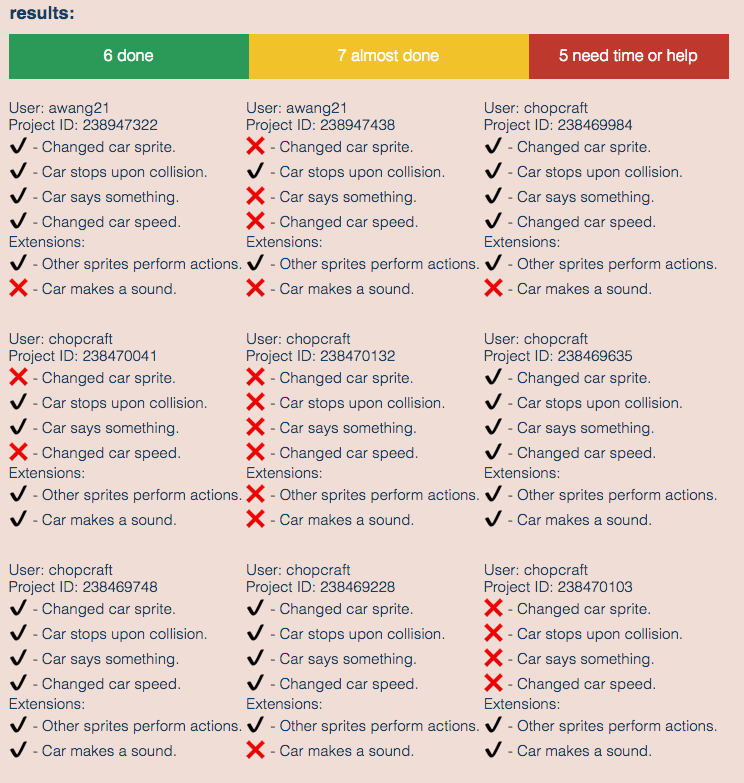 results:
6 done
7 almost done
5 need time or help
User: awang21
Project ID: 238947322
✔ - Changed car sprite.
✔ - Car stops upon collision.
✔ - Car says something.
✔ - Changed car speed.
Extensions:
✔ - Other sprites perform actions.
❌ - Car makes a sound.
User: awang21
Project ID: 238947438
❌ - Changed car sprite.
✔ - Car stops upon collision.
❌ - Car says something.
❌ - Changed car speed.
Extensions:
✔ - Other sprites perform actions.
❌ - Car makes a sound.
User: chopcraft
Project ID: 238469984
✔ - Changed car sprite.
✔ - Car stops upon collision.
✔ - Car says something.
✔ - Changed car speed.
Extensions:
✔ - Other sprites perform actions.
❌ - Car makes a sound.
User: chopcraft
Project ID: 238470041
❌ - Changed car sprite.
✔ - Car stops upon collision.
✔ - Car says something.
❌ - Changed car speed.
Extensions:
✔ - Other sprites perform actions.
✔ - Car makes a sound.
User: chopcraft
Project ID: 238470132
❌ - Changed car sprite.
❌ - Car stops upon collision.
❌ - Car says something.
❌ - Changed car speed.
Extensions:
❌ - Other sprites perform actions.
❌ - Car makes a sound.
User: chopcraft
Project ID: 238469635
✔ - Changed car sprite.
✔ - Car stops upon collision.
✔ - Car says something.
✔ - Changed car speed.
Extensions:
✔ - Other sprites perform actions.
✔ - Car makes a sound.
User: chopcraft
Project ID: 238469748
✔ - Changed car sprite.
✔ - Car stops upon collision.
✔ - Car says something.
✔ - Changed car speed.
Extensions:
✔ - Other sprites perform actions.
✔ - Car makes a sound.
User: chopcraft
Project ID: 238469228
✔ - Changed car sprite.
✔ - Car stops upon collision.
✔ - Car says something.
✔ - Changed car speed.
Extensions:
✔ - Other sprites perform actions.
❌ - Car makes a sound.
User: chopcraft
Project ID: 238470103
❌ - Changed car sprite.
❌ - Car stops upon collision.
❌ - Car says something.
❌ - Changed car speed.
Extensions:
✔ - Other sprites perform actions.
✔ - Car makes a sound.